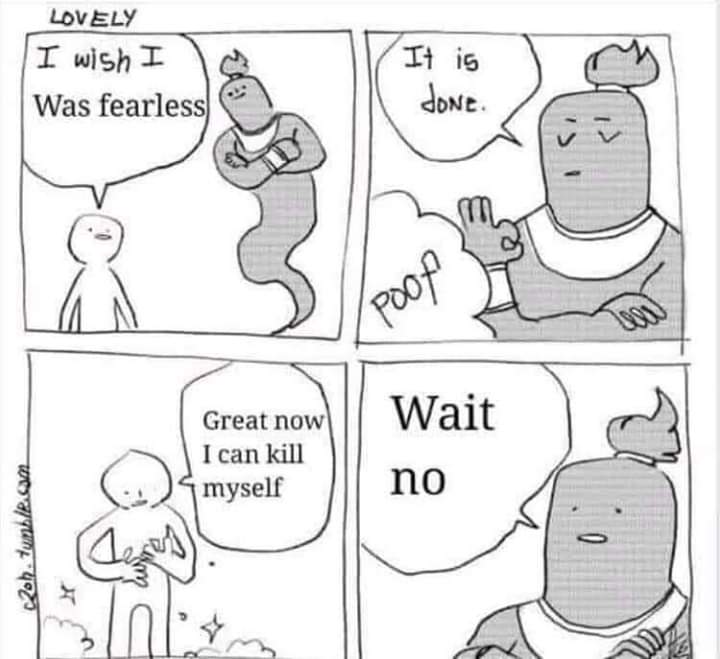 LOVELY
I wish I
Was fearless
It is
done.
POOF
Great now
I can kill
myself
Wait
no
c2oh.tumblr.com